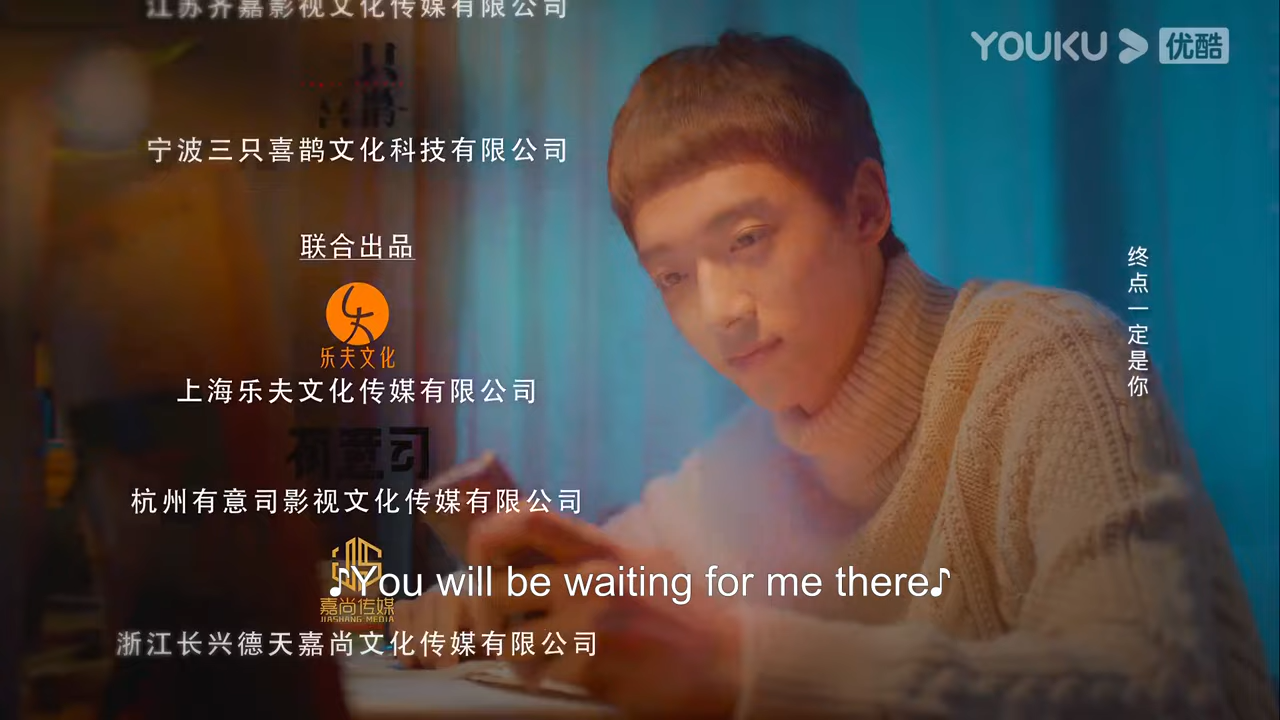 江苏齐嘉影视文化传媒有限公司
YOUKU 优酷
宁波三只喜鹊文化科技有限公司
联合出品
乐夫文化
上海乐夫文化传媒有限公司
终点一定是你
有意司
杭州有意司影视文化传媒有限公司
♪You will be waiting for me there♪
嘉尚传媒
JIASHANG MEDIA
浙江长兴德天嘉尚文化传媒有限公司